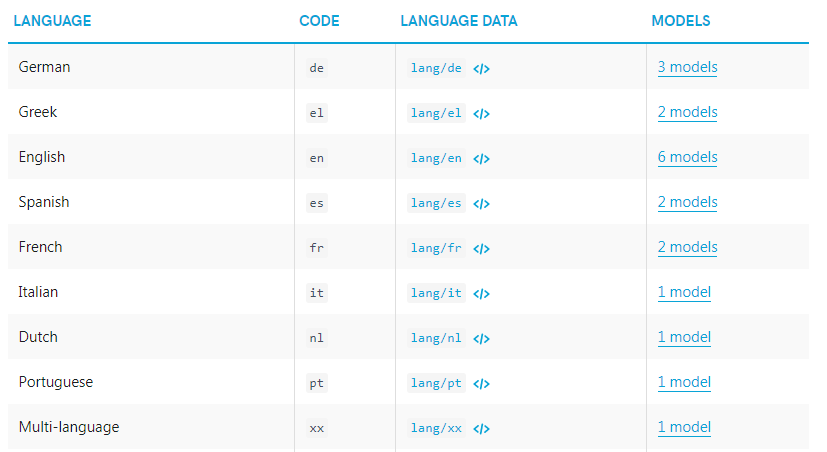 LANGUAGE CODE LANGUAGE DATA MODELS
German de lang/de </> 3 models
Greek el lang/el </> 2 models
English en lang/en </> 6 models
Spanish es lang/es </> 2 models
French fr lang/fr </> 2 models
Italian it lang/it </> 1 model
Dutch nl lang/nl </> 1 model
Portuguese pt lang/pt </> 1 model
Multi-language xx lang/xx </> 1 model